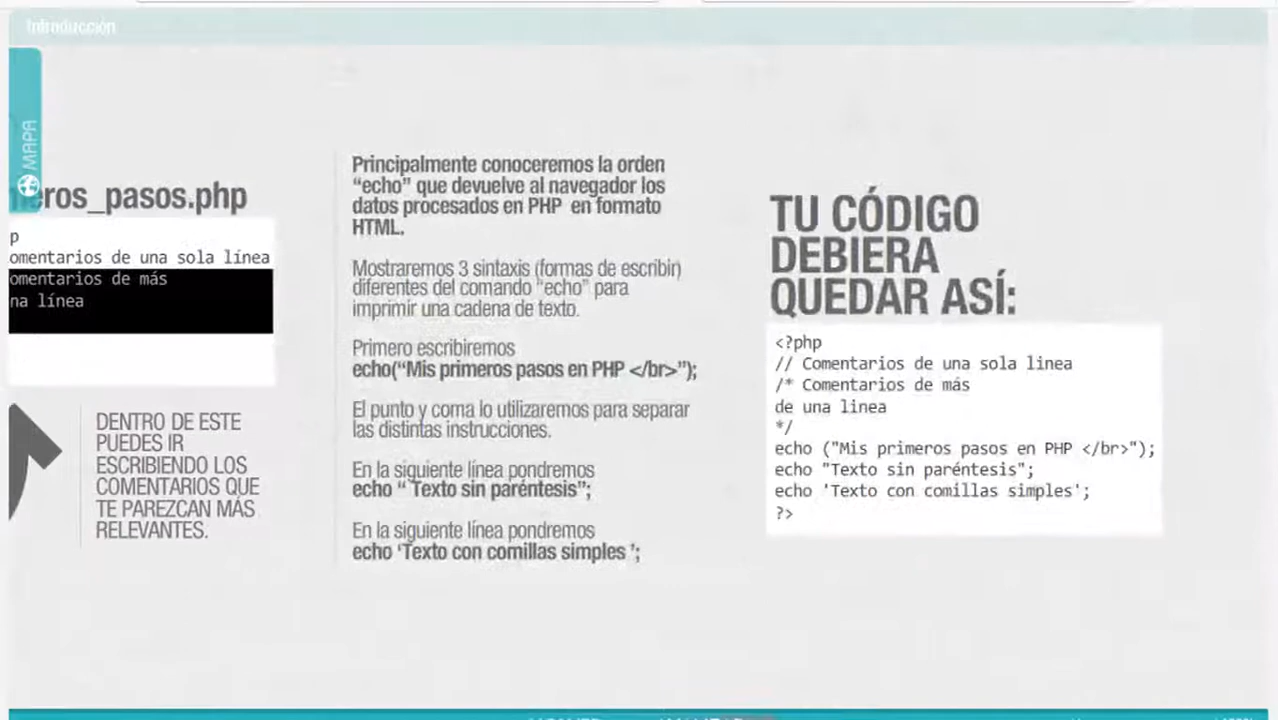 Introducción
MAPA
eros_pasos.php
p
omentarios de una sola línea
omentarios de más
na línea
DENTRO DE ESTE
PUEDES IR
ESCRIBIENDO LOS
COMENTARIOS QUE
TE PAREZCAN MÁS
RELEVANTES.
Principalmente conoceremos la orden
“echo” que devuelve al navegador los
datos procesados en PHP en formato
HTML.
Mostraremos 3 sintaxis (formas de escribir)
diferentes del comando “echo” para
imprimir una cadena de texto.
Primero escribiremos
echo(“Mis primeros pasos en PHP </br>”);
El punto y coma lo utilizaremos para separar
las distintas instrucciones.
En la siguiente línea pondremos
echo “ Texto sin paréntesis”;
En la siguiente línea pondremos
echo ‘Texto con comillas simples ’;
TU CÓDIGO
DEBIERA
QUEDAR ASÍ:
<?php
// Comentarios de una sola linea
/* Comentarios de más
de una linea
*/
echo ("Mis primeros pasos en PHP </br>");
echo "Texto sin paréntesis";
echo 'Texto con comillas simples';
?>